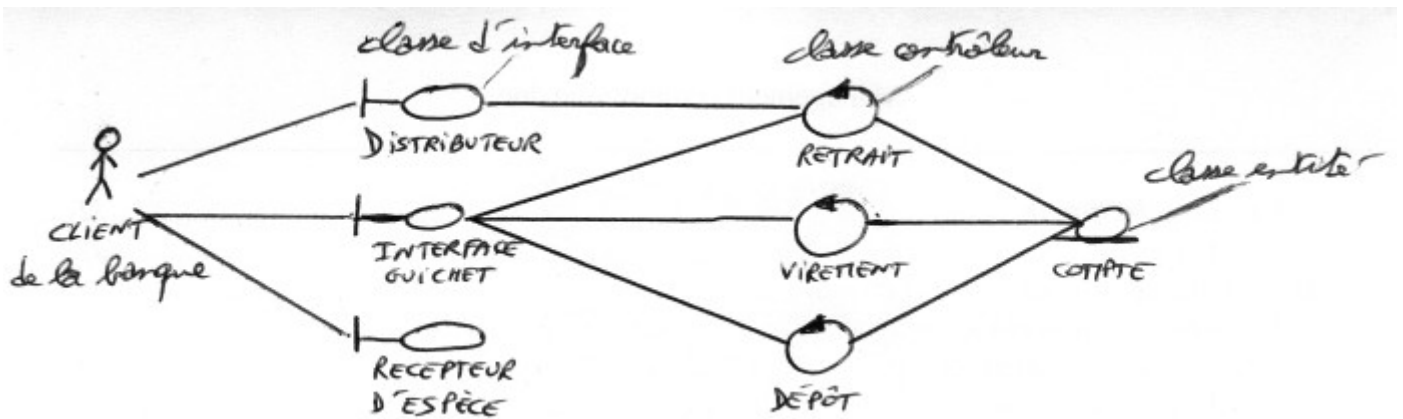 classe d'interface
classe contrôleur
DISTRIBUTEUR
RETRAIT
classe entité
CLIENT
de la banque
INTERFACE
GUICHET
VIREMENT
COMPTE
RECEPTEUR
D'ESPÈCE
DÉPÔT